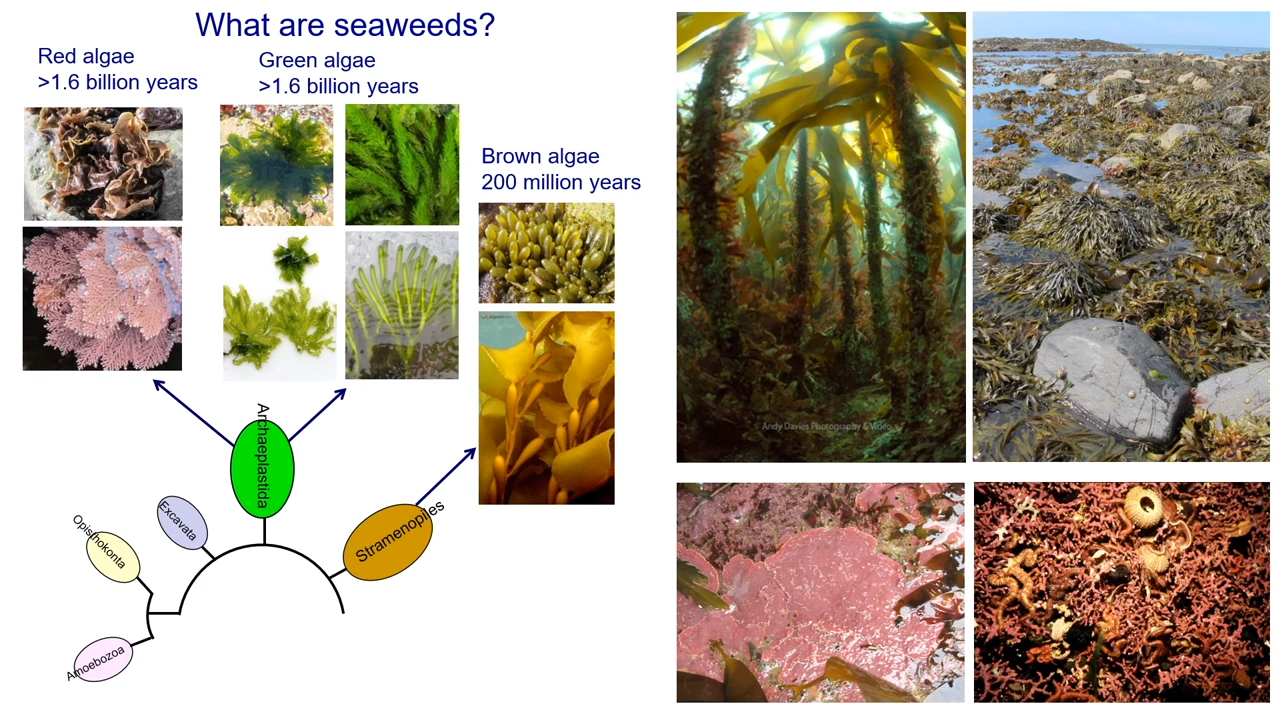 What are seaweeds?
Red algae
>1.6 billion years
Green algae
>1.6 billion years
Brown algae
200 million years
Archaeplastida
Stramenopiles
Excavata
Opisthokonta
Amoebozoa
Andy Davies Photography & Video